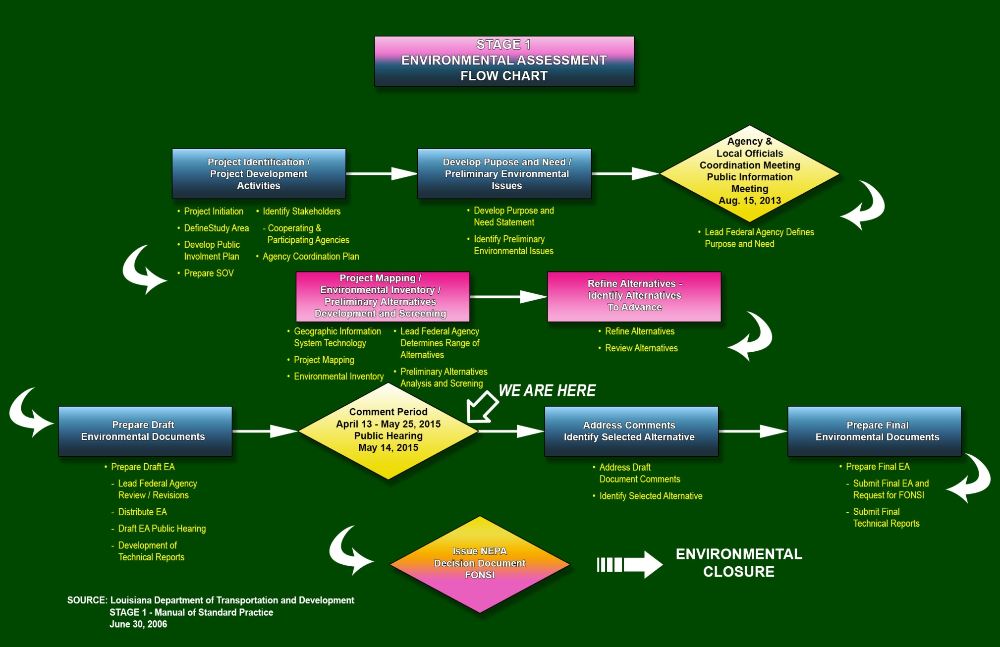 STAGE 1
ENVIRONMENTAL ASSESSMENT
FLOW CHART
Project Identification /
Project Development
Activities
• Project Initiation
• DefineStudy Area
• Develop Public
Involment Plan
• Prepare SOV
• Identify Stakeholders
- Cooperating &
Participating Agencies
• Agency Coordination Plan
Develop Pupose and Need /
Preliminary Environmental
Issues
• Develop Purpose and
Need Statement
• Identify Preliminary
Environmental Issues
Agency &
Local Officials
Coordination Meeting
Public Information
Meeting
Aug. 15, 2013
• Lead Federal Agency Defines
Purpose and Need
Project Mapping /
Environmental Inventory /
Preliminary Alternatives
Development and Screening
• Geographic Information
System Technology
• Project Mapping
• Environmental Inventory
• Lead Federal Agency
Determines Range of
Alternatives
• Preliminary Alternatives
Analysis and Screning
Refine Alternatives -
Identify Alternatives
To Advance
• Refine Alternatives
• Review Alternatives
Prepare Draft
Environmental Documents
• Prepare Draft EA
- Lead Federal Agency
Review / Revisions
- Distribute EA
- Draft EA Public Hearing
- Development of
Technical Reports
Comment Period
April 13 - May 25, 2015
Public Hearing
May 14, 2015
WE ARE HERE
Address Comments
Identify Selected Alternative
• Address Draft
Document Comments
• Identify Selected Alternative
Prepare Final
Environmental Documents
• Prepare Final EA
- Submit Final EA and
Request for FONSI
- Submit Final
Technical Reports
Issue NEPA
Decision Document
FONSI
ENVIRONMENTAL
CLOSURE
SOURCE: Louisiana Department of Transportation and Development
STAGE 1 - Manual of Standard Practice
June 30, 2006